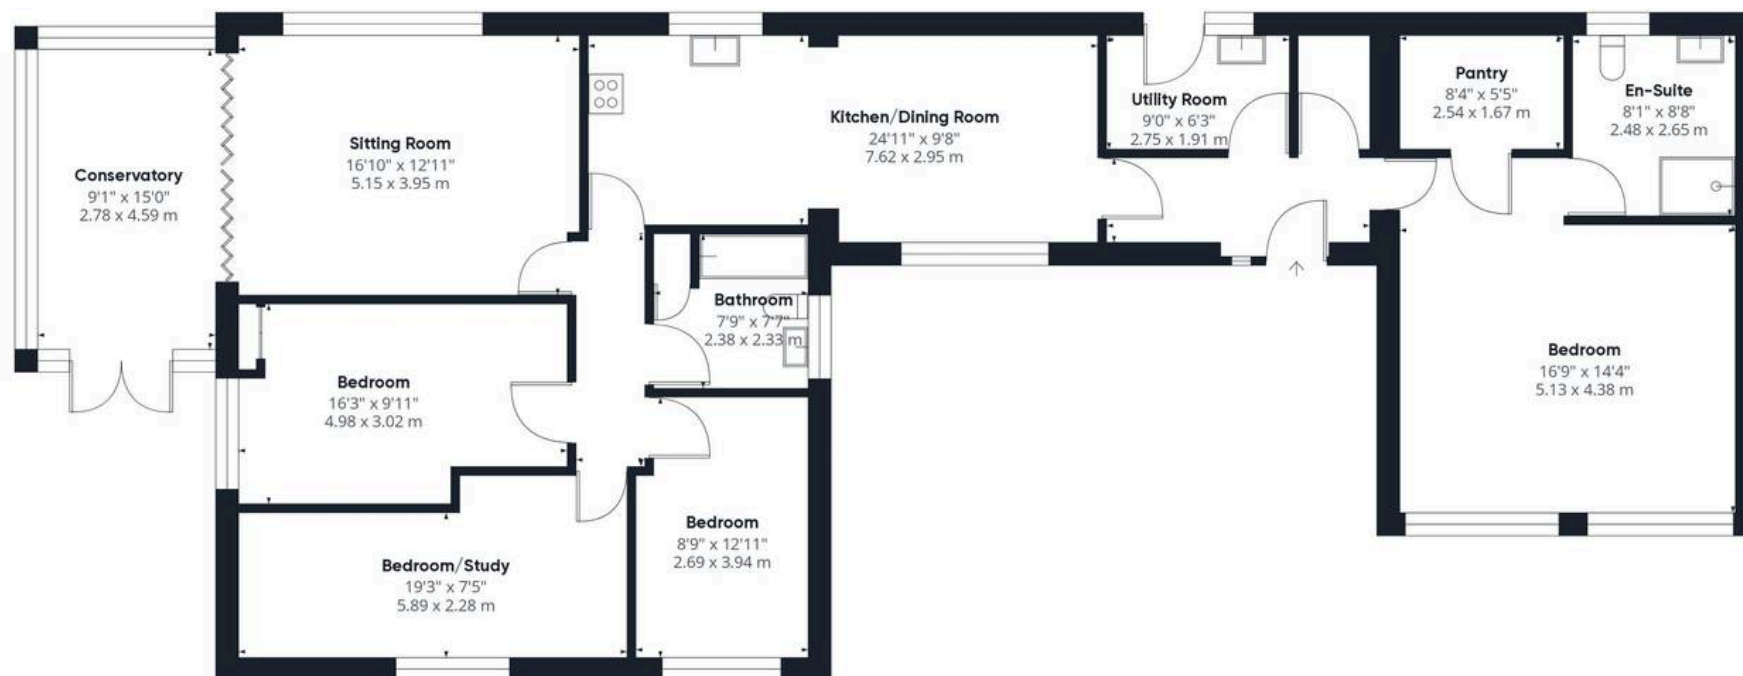 Conservatory
9'1" x 15'0"
2.78 x 4.59 m
Sitting Room
16'10" x 12'11"
5.15 x 3.95 m
Kitchen/Dining Room
24'11" x 9'8"
7.62 x 2.95 m
Utility Room
9'0" x 6'3"
2.75 x 1.91 m
Pantry
8'4" x 5'5"
2.54 x 1.67 m
En-Suite
8'1" x 8'8"
2.48 x 2.65 m
Bathroom
7'9" x 7'7"
2.38 x 2.33 m
Bedroom
16'3" x 9'11"
4.98 x 3.02 m
Bedroom
16'9" x 14'4"
5.13 x 4.38 m
Bedroom/Study
19'3" x 7'5"
5.89 x 2.28 m
Bedroom
8'9" x 12'11"
2.69 x 3.94 m